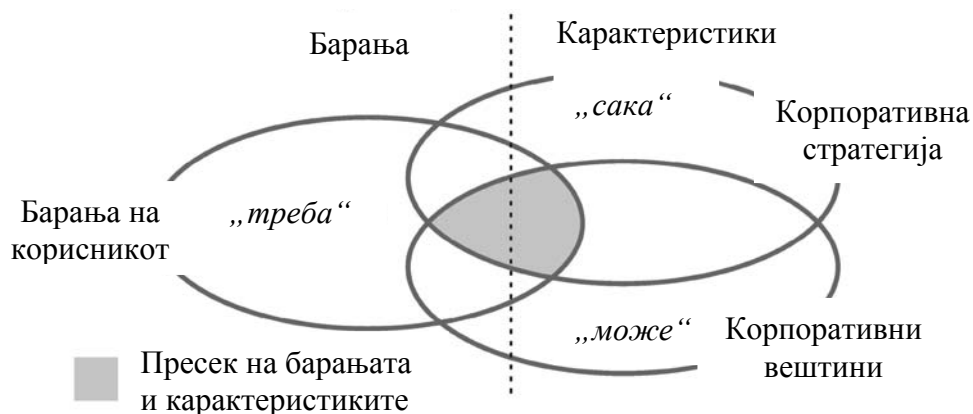 Барања
Карактеристики
„сака“
Корпоративна
стратегија
Барања на
корисникот
„треба“
„може“
Корпоративни
вештини
Пресек на барањата
и карактеристиките